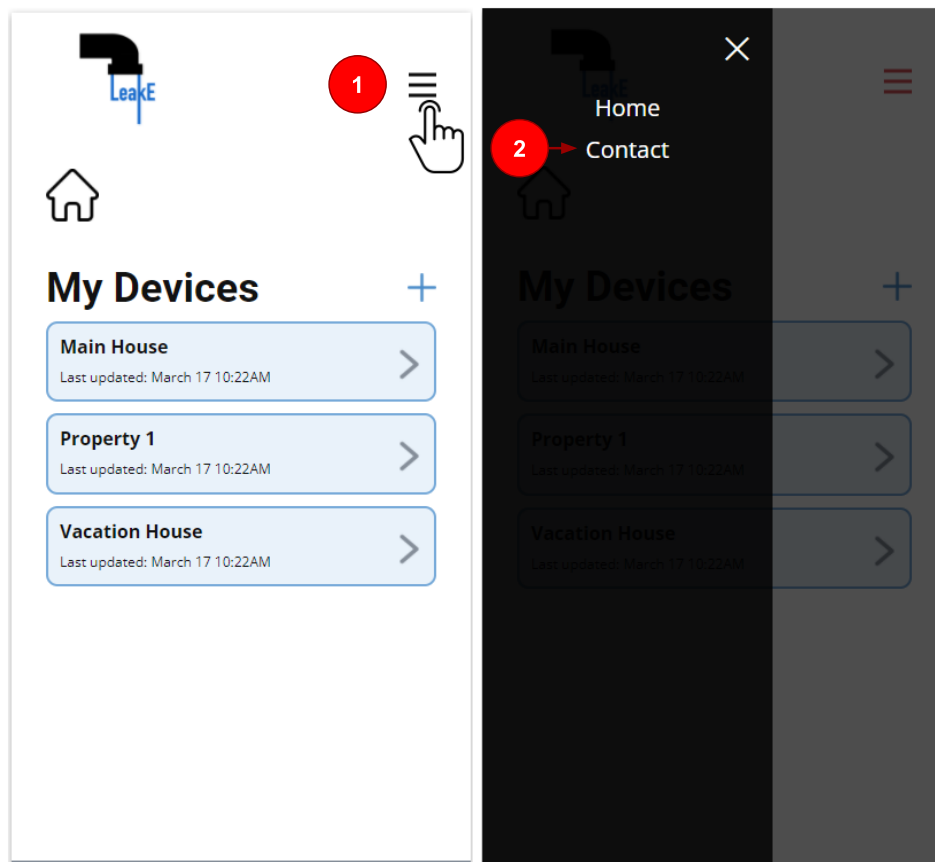 LeakE
1
My Devices
Main House
Last updated: March 17 10:22AM
Property 1
Last updated: March 17 10:22AM
Vacation House
Last updated: March 17 10:22AM
LeakE
Home
2
Contact
My Devices
Main House
Last updated: March 17 10:22AM
Property 1
Last updated: March 17 10:22AM
Vacation House
Last updated: March 17 10:22AM